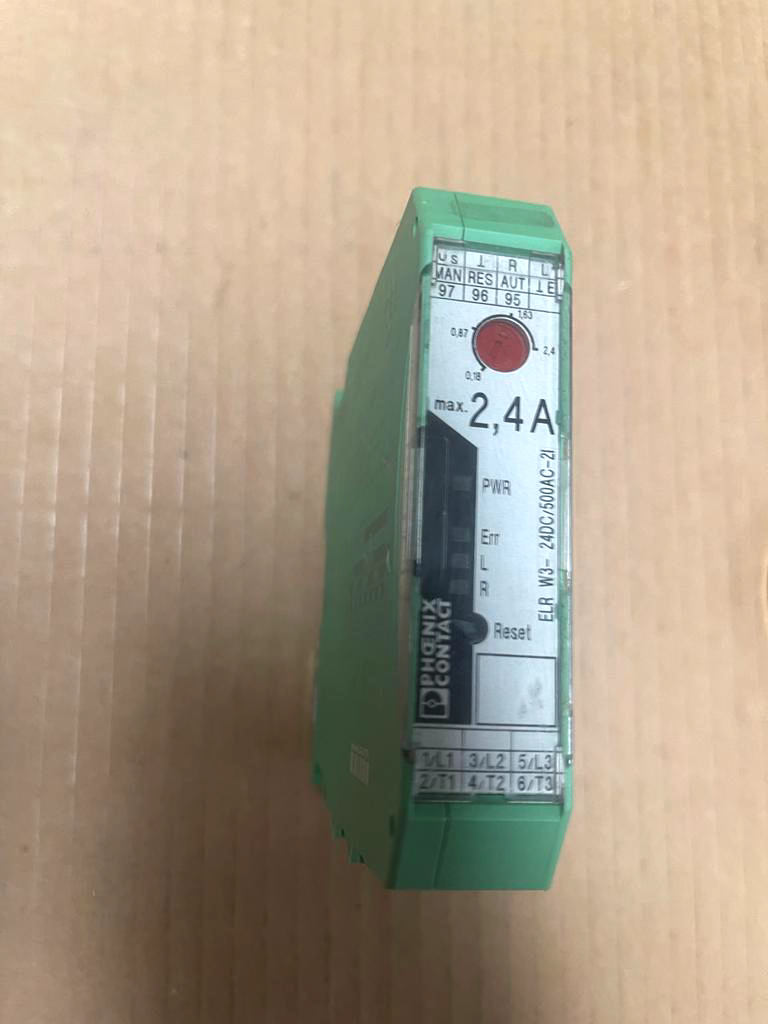 Us ⊥ R L
MAN RES AUT ⊥E
97 96 95
1,63
0,87
2,4
0,18
max. 2,4 A
PWR
Err
L
R
Reset
ELR W3- 24DC/500AC-2I
PHŒNIX
CONTACT
1/L1 3/L2 5/L3
2/T1 4/T2 6/T3